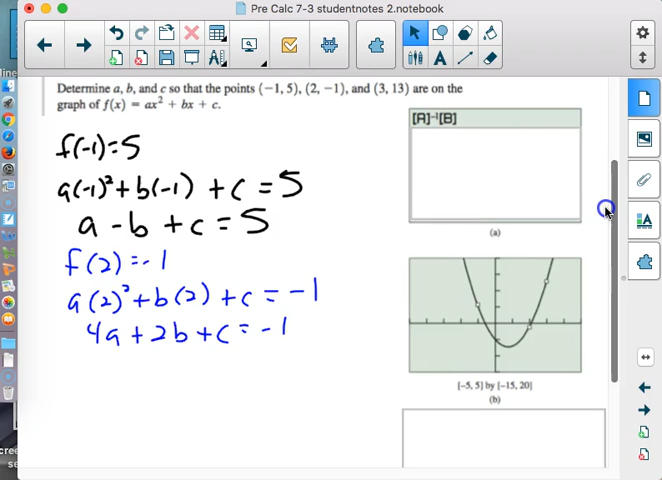 Pre Calc 7-3 studentnotes 2.notebook
Determine a, b, and c so that the points (−1, 5), (2, −1), and (3, 13) are on the
graph of f(x) = ax² + bx + c.
f(-1)=5
a(-1)²+b(-1) + c = 5
a - b + c = 5
f(2)=-1
a(2)²+b(2) + c = -1
4a + 2b + c = -1
[A]⁻¹[B]
(a)
[−5, 5] by [−15, 20]
(b)